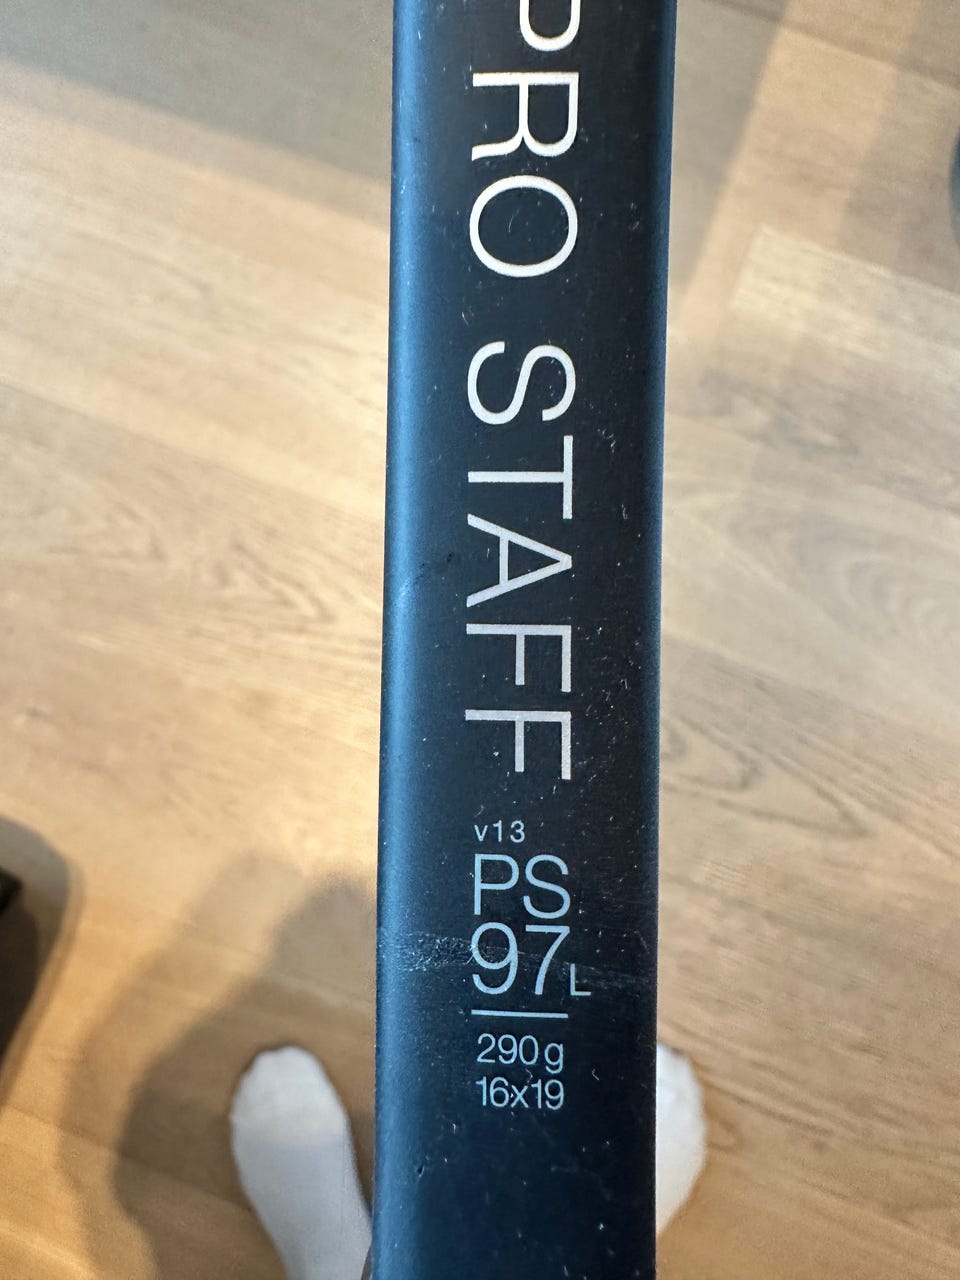 PRO STAFF
v13
PS
97L
290g
16x19